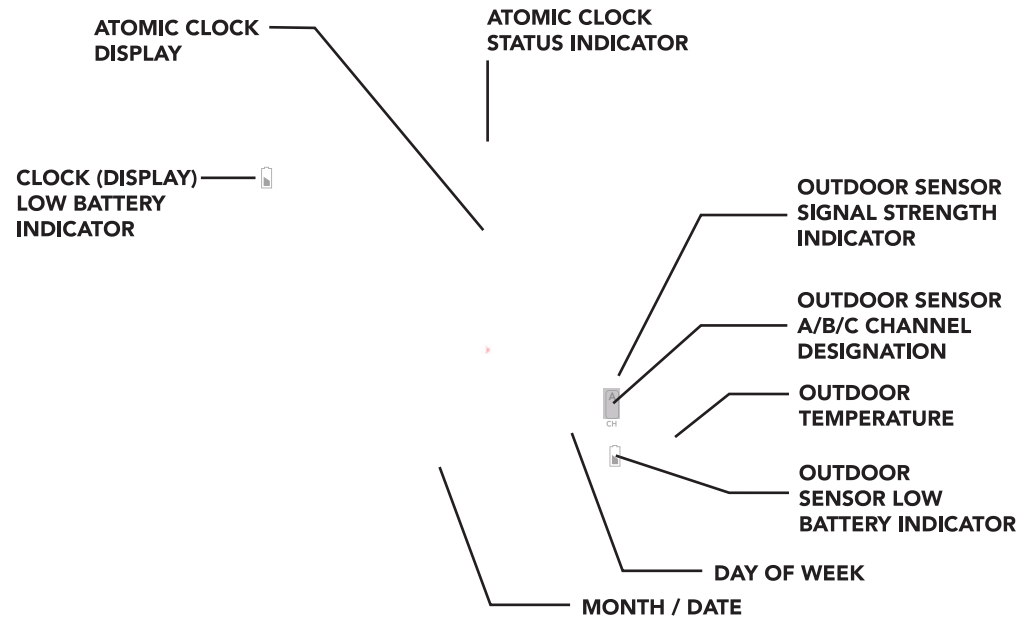 ATOMIC CLOCK
DISPLAY
ATOMIC CLOCK
STATUS INDICATOR
CLOCK (DISPLAY)
LOW BATTERY
INDICATOR
OUTDOOR SENSOR
SIGNAL STRENGTH
INDICATOR
OUTDOOR SENSOR
A/B/C CHANNEL
DESIGNATION
A
CH
OUTDOOR
TEMPERATURE
OUTDOOR
SENSOR LOW
BATTERY INDICATOR
DAY OF WEEK
MONTH / DATE